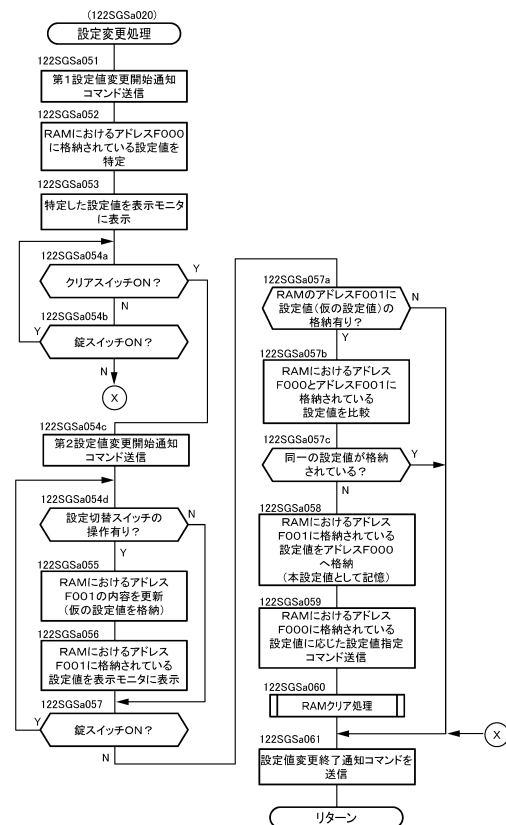 (122SGSa020)
設定変更処理
122SGSa051
第1設定値変更開始通知
コマンド送信
122SGSa052
RAMにおけるアドレスF000
に格納されている設定値を
特定
122SGSa053
特定した設定値を表示モニタ
に表示
122SGSa054a
クリアスイッチON?
Y
N
122SGSa054b
錠スイッチON?
Y
N
X
122SGSa054c
第2設定値変更開始通知
コマンド送信
122SGSa054d
設定切替スイッチの
操作有り?
N
Y
122SGSa055
RAMにおけるアドレス
F001の内容を更新
(仮の設定値を格納)
122SGSa056
RAMにおけるアドレス
F001に格納されている
設定値を表示モニタに表示
122SGSa057
錠スイッチON?
Y
N
122SGSa057a
RAMのアドレスF001に
設定値(仮の設定値)の
格納有り?
N
Y
122SGSa057b
RAMにおけるアドレス
F000とアドレスF001に
格納されている
設定値を比較
122SGSa057c
同一の設定値が格納
されている?
Y
N
122SGSa058
RAMにおけるアドレス
F001に格納されている
設定値をアドレスF000
へ格納
(本設定値として記憶)
122SGSa059
RAMにおけるアドレス
F000に格納されている
設定値に応じた設定値指定
コマンド送信
122SGSa060
RAMクリア処理
X
122SGSa061
設定値変更終了通知コマンドを
送信
リターン